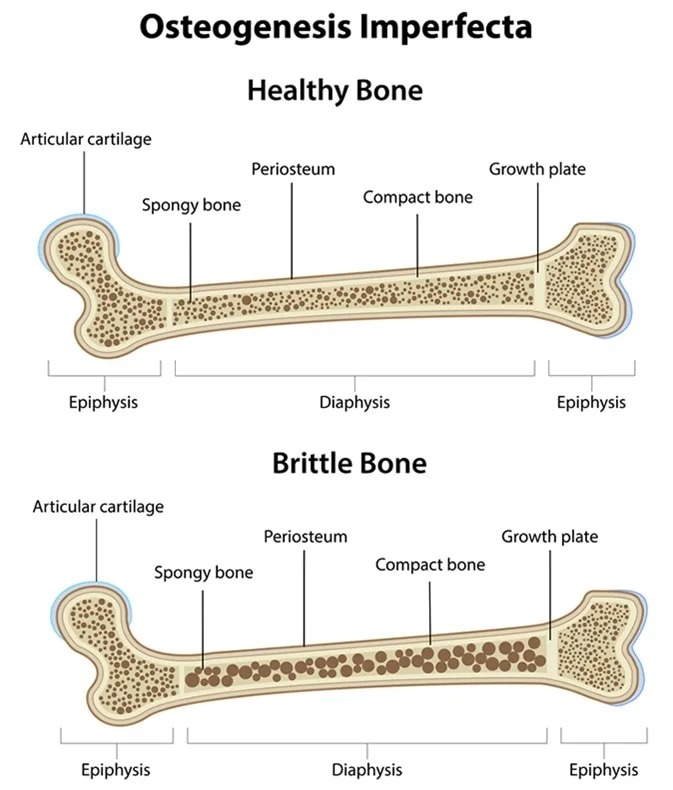 Osteogenesis Imperfecta
Healthy Bone
Articular cartilage
Periosteum
Growth plate
Spongy bone
Compact bone
Epiphysis
Diaphysis
Epiphysis
Brittle Bone
Articular cartilage
Periosteum
Growth plate
Spongy bone
Compact bone
Epiphysis
Diaphysis
Epiphysis